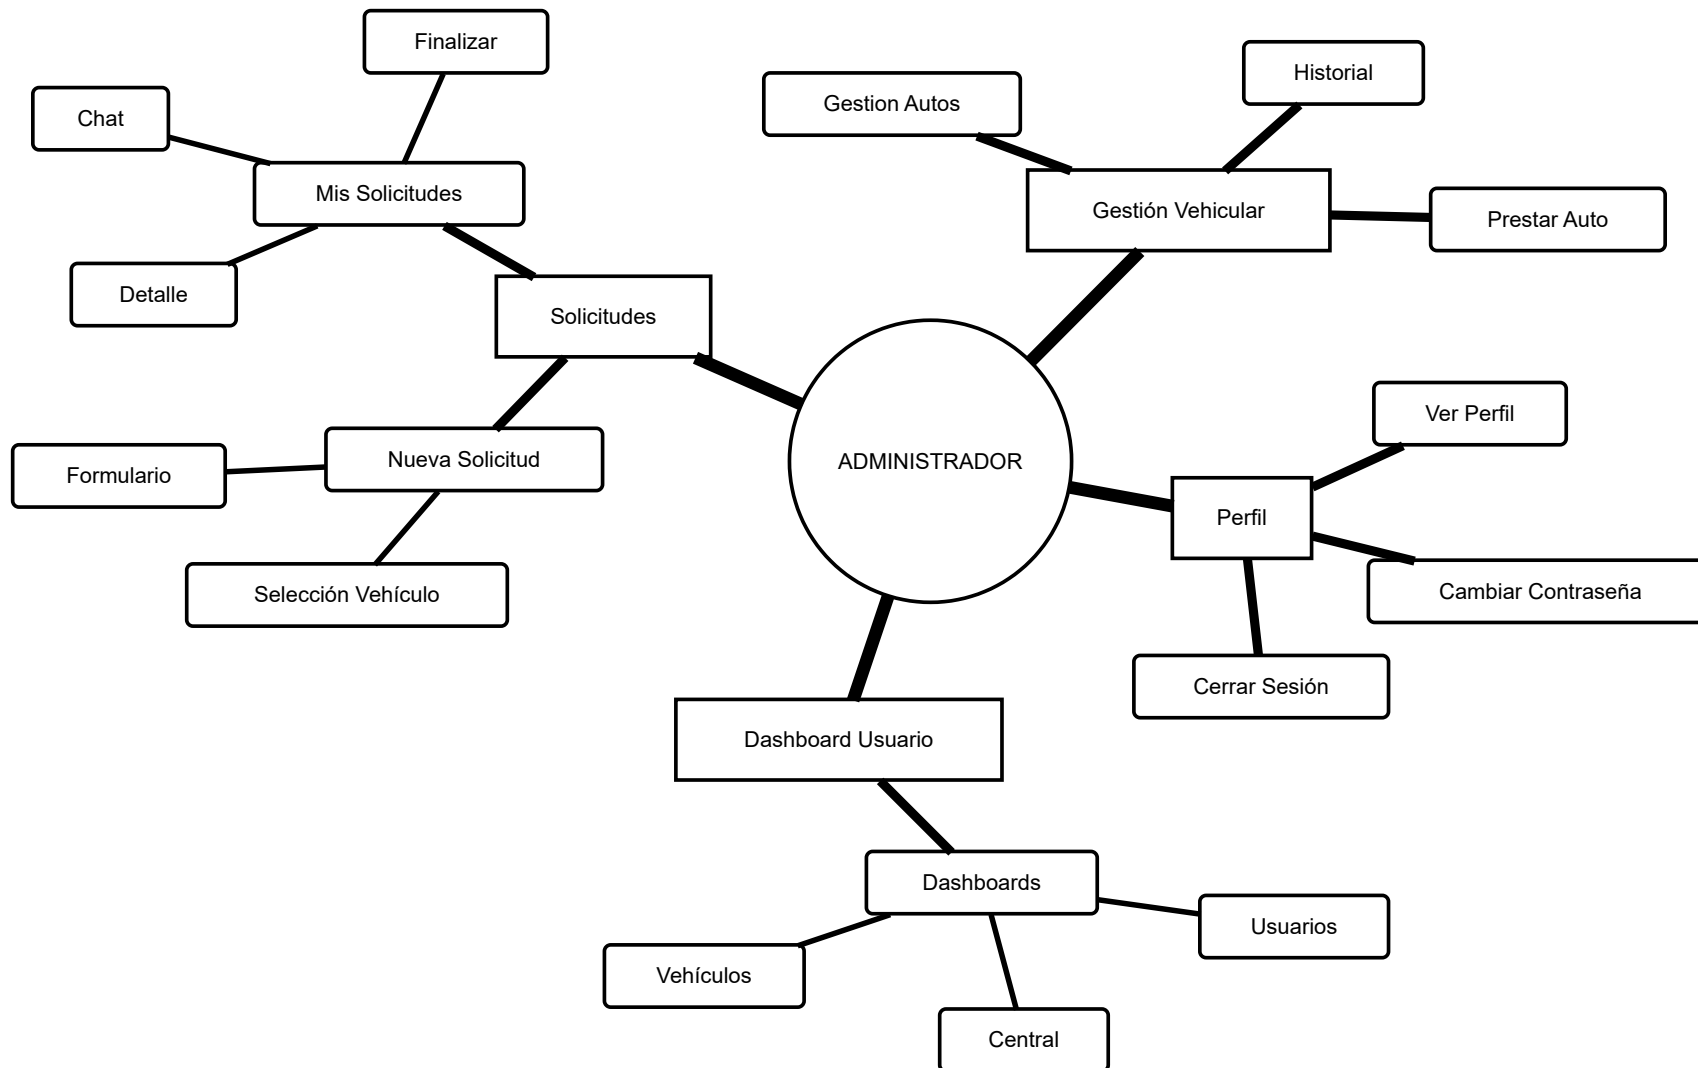 Finalizar
Historial
Gestion Autos
Chat
Mis Solicitudes
Gestión Vehicular
Prestar Auto
Detalle
Solicitudes
Ver Perfil
Nueva Solicitud
ADMINISTRADOR
Formulario
Perfil
Selección Vehículo
Cambiar Contraseña
Cerrar Sesión
Dashboard Usuario
Dashboards
Usuarios
Vehículos
Central